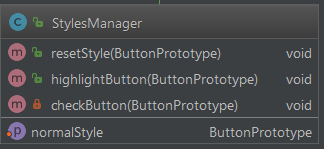 C StylesManager
m resetStyle(ButtonPrototype) void
m highlightButton(ButtonPrototype) void
m checkButton(ButtonPrototype) void
p normalStyle ButtonPrototype